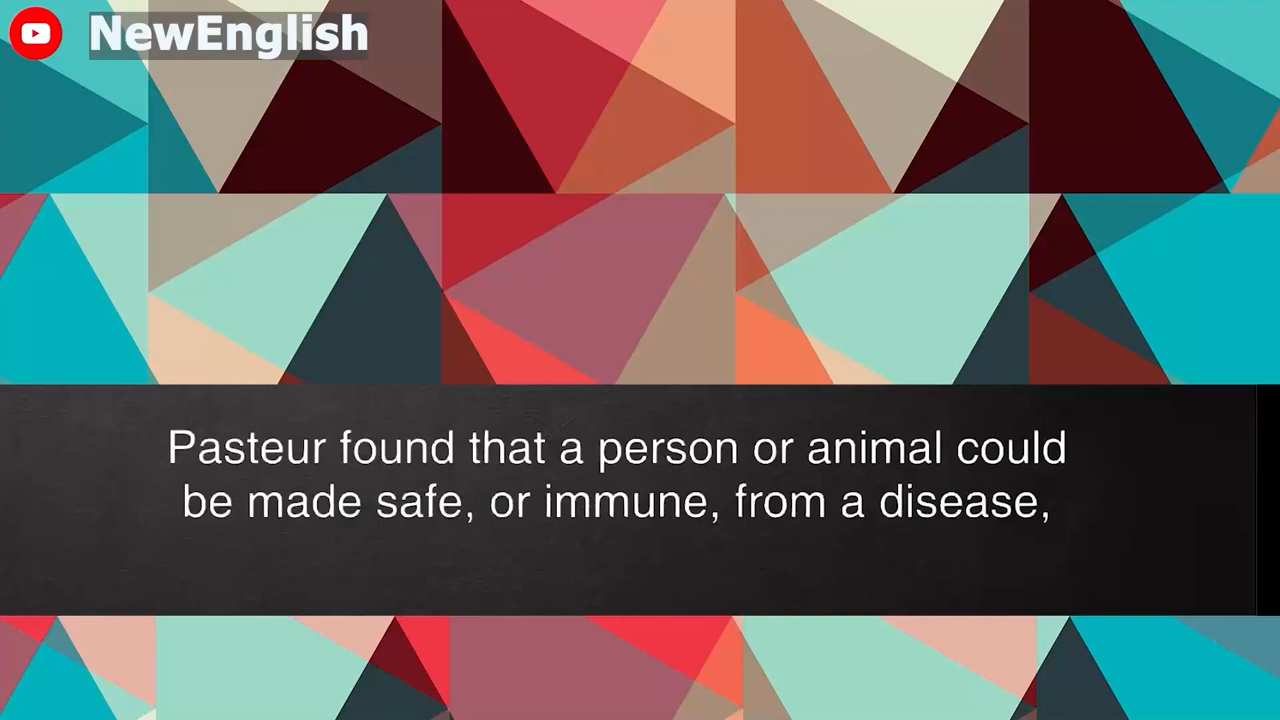 NewEnglish
Pasteur found that a person or animal could
be made safe, or immune, from a disease,